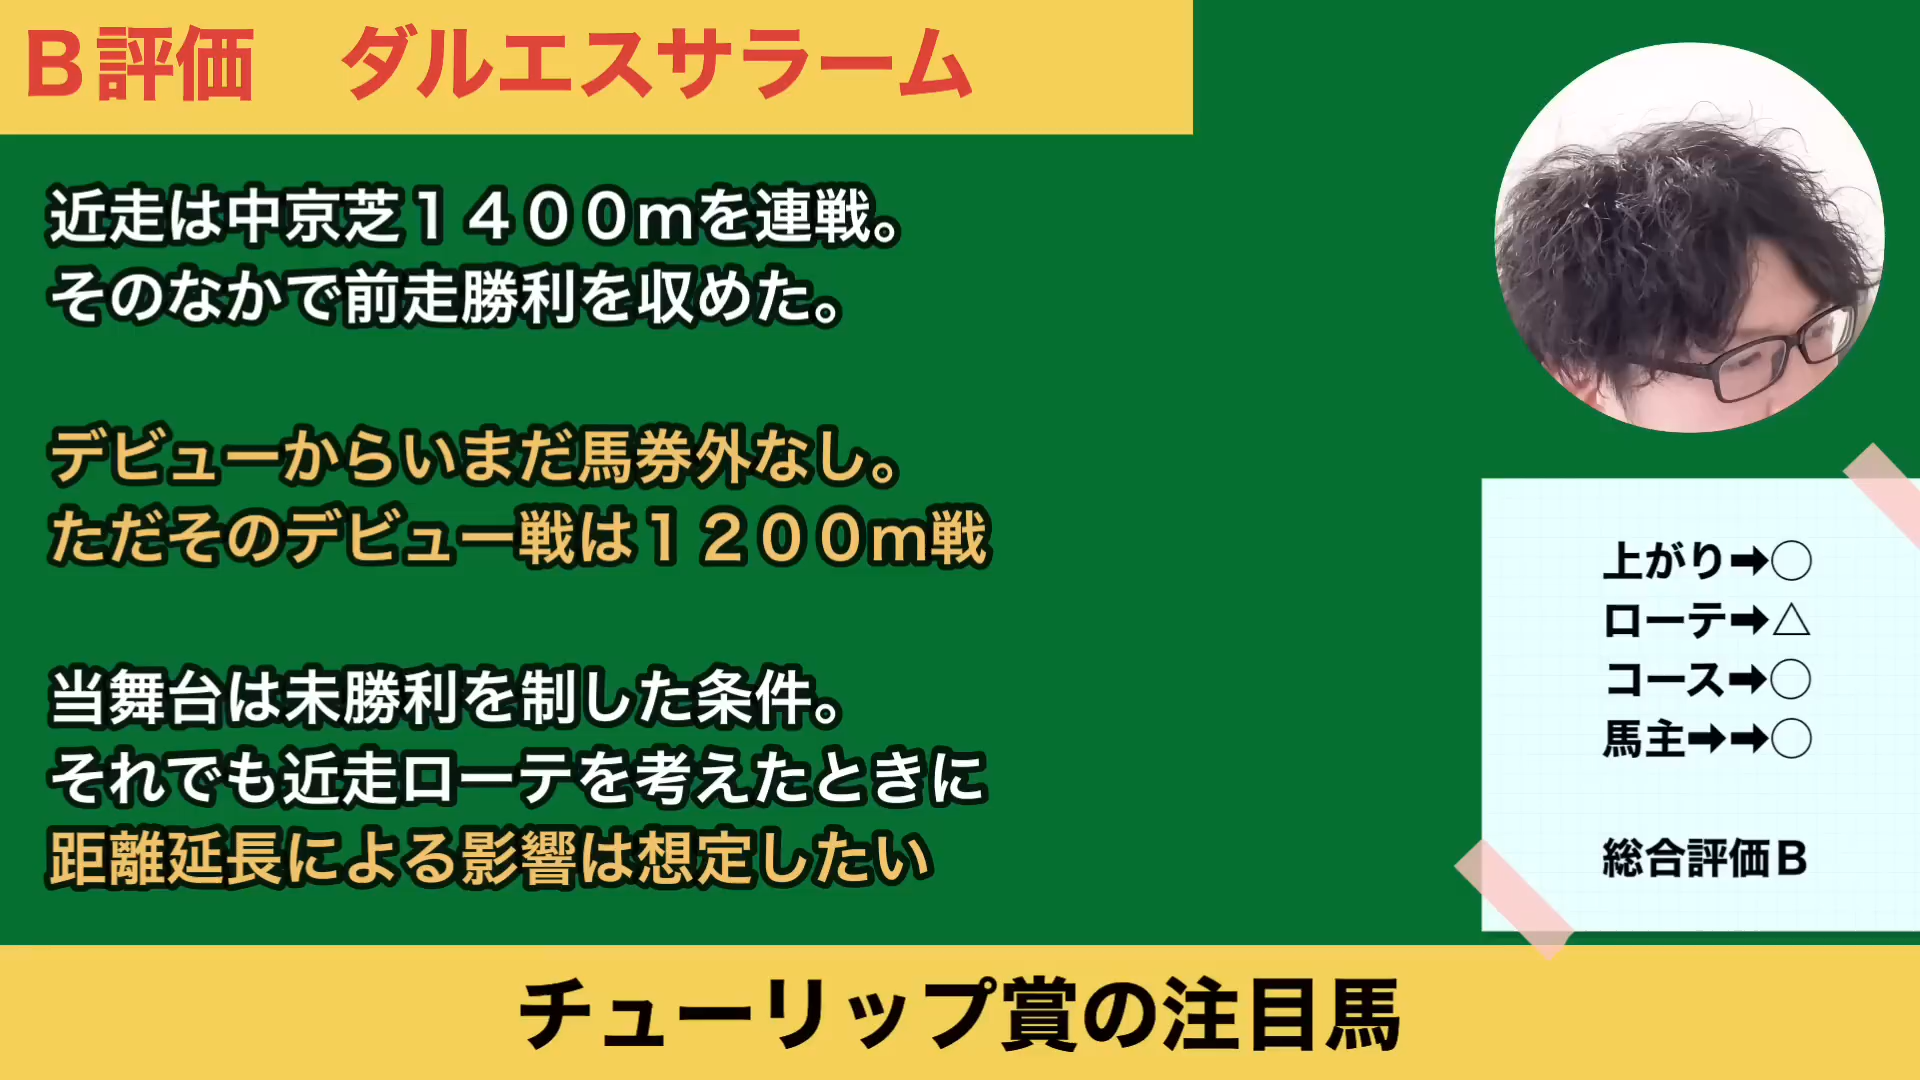 B評価　ダルエスサラーム
近走は中京芝１４００ｍを連戦。
そのなかで前走勝利を収めた。
デビューからいまだ馬券外なし。
ただそのデビュー戦は１２００ｍ戦
当舞台は未勝利を制した条件。
それでも近走ローテを考えたときに
距離延長による影響は想定したい
上がり➡◯
ローテ➡△
コース➡◯
馬主➡➡◯
総合評価B
チューリップ賞の注目馬